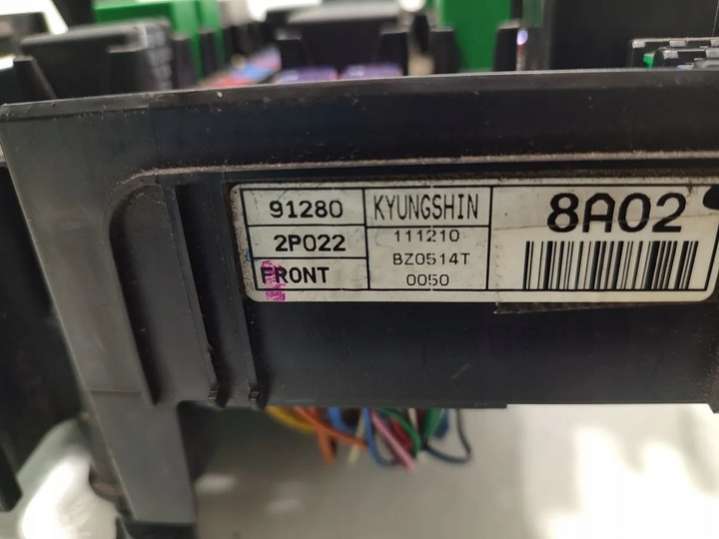 91280
2P022
FRONT
KYUNGSHIN
111210
BZ0514T
0050
8A02